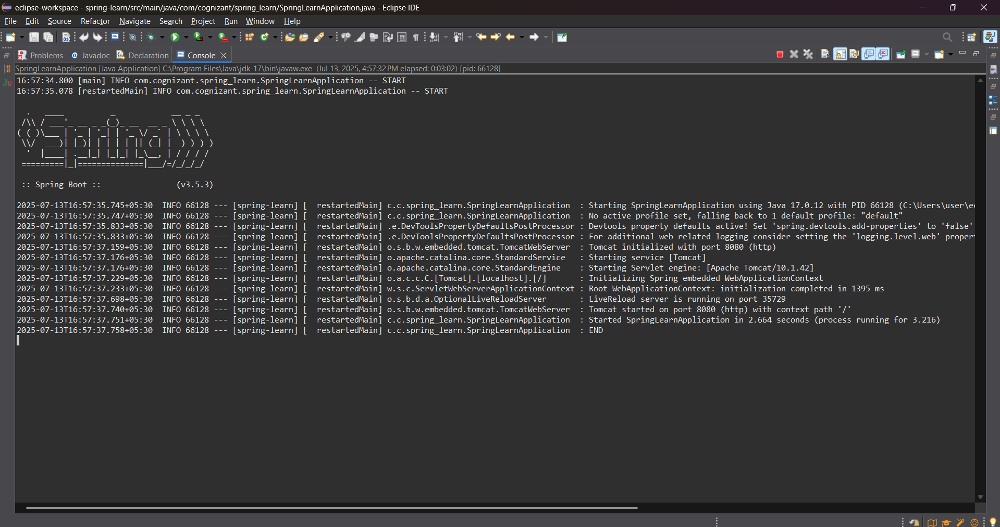 eclipse-workspace - spring-learn/src/main/java/com/cognizant/spring_learn/SpringLearnApplication.java - Eclipse IDE
File Edit Source Refactor Navigate Search Project Run Window Help
Problems @ Javadoc Declaration Console
SpringLearnApplication [Java Application] C:\Program Files\Java\jdk-17\bin\javaw.exe (Jul 13, 2025, 4:57:32 PM elapsed: 0:03:02) [pid: 66128]
16:57:34.800 [main] INFO com.cognizant.spring_learn.SpringLearnApplication -- START
16:57:35.078 [restartedMain] INFO com.cognizant.spring_learn.SpringLearnApplication -- START
Spring
:: Spring Boot :: (v3.5.3)
2025-07-13T16:57:35.745+05:30 INFO 66128 --- [spring-learn] [ restartedMain] c.c.spring_learn.SpringLearnApplication : Starting SpringLearnApplication using Java 17.0.12 with PID 66128 (C:\Users\user\e
2025-07-13T16:57:35.747+05:30 INFO 66128 --- [spring-learn] [ restartedMain] c.c.spring_learn.SpringLearnApplication : No active profile set, falling back to 1 default profile: "default"
2025-07-13T16:57:35.833+05:30 INFO 66128 --- [spring-learn] [ restartedMain] .e.DevToolsPropertyDefaultsPostProcessor : Devtools property defaults active! Set 'spring.devtools.add-properties' to 'false'
2025-07-13T16:57:35.833+05:30 INFO 66128 --- [spring-learn] [ restartedMain] .e.DevToolsPropertyDefaultsPostProcessor : For additional web related logging consider setting the 'logging.level.web' proper
2025-07-13T16:57:37.159+05:30 INFO 66128 --- [spring-learn] [ restartedMain] o.s.b.w.embedded.tomcat.TomcatWebServer : Tomcat initialized with port 8080 (http)
2025-07-13T16:57:37.176+05:30 INFO 66128 --- [spring-learn] [ restartedMain] o.apache.catalina.core.StandardService : Starting service [Tomcat]
2025-07-13T16:57:37.176+05:30 INFO 66128 --- [spring-learn] [ restartedMain] o.apache.catalina.core.StandardEngine : Starting Servlet engine: [Apache Tomcat/10.1.42]
2025-07-13T16:57:37.229+05:30 INFO 66128 --- [spring-learn] [ restartedMain] o.a.c.c.C.[Tomcat].[localhost].[/] : Initializing Spring embedded WebApplicationContext
2025-07-13T16:57:37.233+05:30 INFO 66128 --- [spring-learn] [ restartedMain] w.s.c.ServletWebServerApplicationContext : Root WebApplicationContext: initialization completed in 1395 ms
2025-07-13T16:57:37.698+05:30 INFO 66128 --- [spring-learn] [ restartedMain] o.s.b.d.a.OptionalLiveReloadServer : LiveReload server is running on port 35729
2025-07-13T16:57:37.740+05:30 INFO 66128 --- [spring-learn] [ restartedMain] o.s.b.w.embedded.tomcat.TomcatWebServer : Tomcat started on port 8080 (http) with context path '/'
2025-07-13T16:57:37.751+05:30 INFO 66128 --- [spring-learn] [ restartedMain] c.c.spring_learn.SpringLearnApplication : Started SpringLearnApplication in 2.664 seconds (process running for 3.216)
2025-07-13T16:57:37.758+05:30 INFO 66128 --- [spring-learn] [ restartedMain] c.c.spring_learn.SpringLearnApplication : END